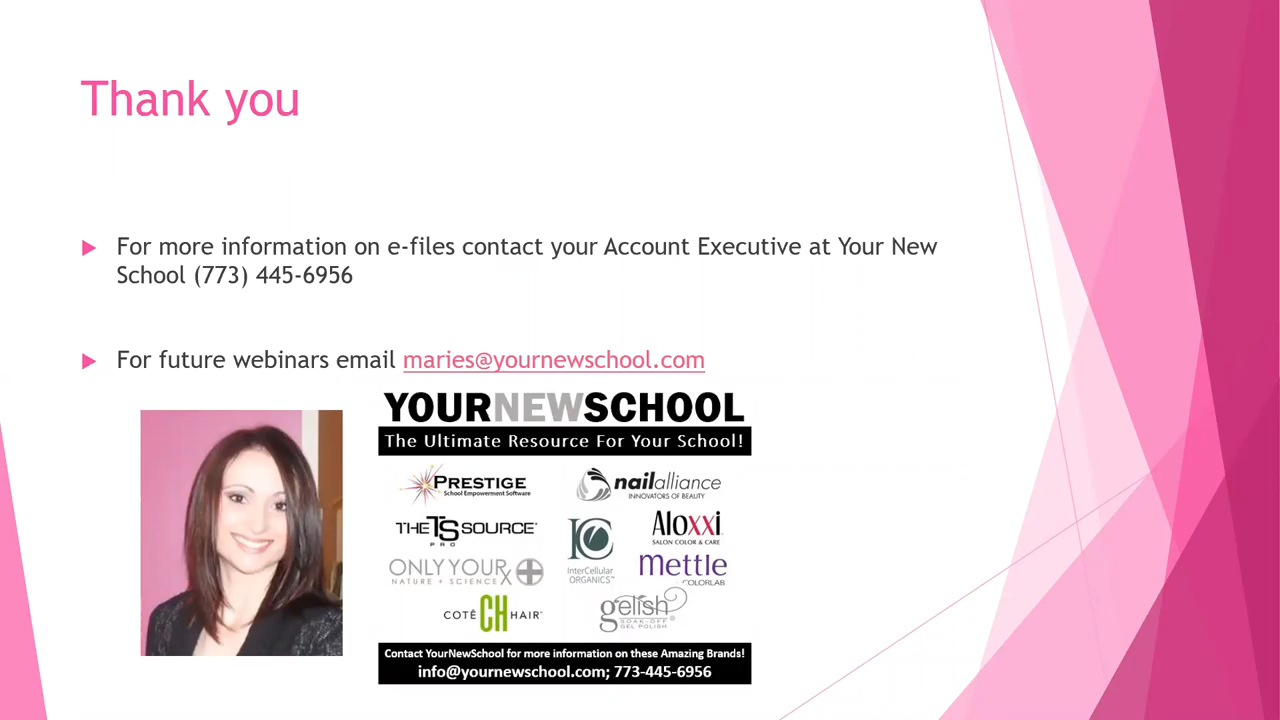 Thank you
For more information on e-files contact your Account Executive at Your New
School (773) 445-6956
For future webinars email maries@yournewschool.com
YOURNEWSCHOOL
The Ultimate Resource For Your School!
PRESTIGE
School Empowerment Software
nailalliance
INNOVATORS OF BEAUTY
THE TS SOURCE
PRO
IC
InterCellular
ORGANICS™
Aloxxi
SALON COLOR & CARE
ONLY YOURX
NATURE + SCIENCE
Mettle
COLORLAB
COTÉ CH HAIR™
gelish®
SOAK-OFF
GEL POLISH
Contact YourNewSchool for more information on these Amazing Brands!
info@yournewschool.com; 773-445-6956